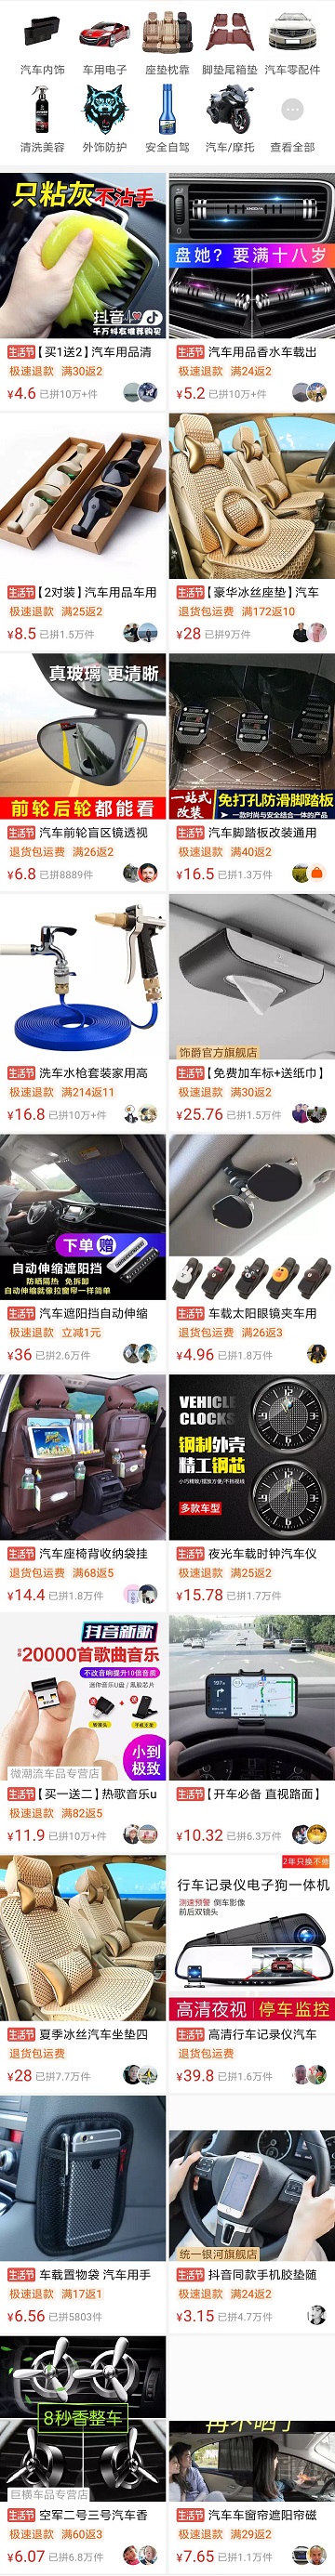 汽车内饰 车用电子 座垫枕靠 脚垫尾箱垫 汽车零配件
清洗美容 外饰防护 安全自驾 汽车/摩托 查看全部
只粘灰不沾手
抖音
千万抖友推荐购买
生活节【买1送2】汽车用品清
极速退款 满30返2
¥4.6 已拼10万+件
盘她？要满十八岁
生活节 汽车用品香水车载出
极速退款 满24返2
¥5.2 已拼10万+件
生活节【2对装】汽车用品车用
极速退款 满25返2
¥8.5 已拼1.5万件
生活节【豪华冰丝座垫】汽车
退货包运费 满172返10
¥28 已拼9万件
真玻璃 更清晰
前轮后轮都能看
生活节 汽车前轮盲区镜透视
退货包运费 满26返2
¥6.8 已拼8889件
一站式改装
免打孔防滑脚踏板
一款时尚与安全结合一体的产品
生活节 汽车脚踏板改装通用
极速退款 满40返2
¥16.5 已拼1.3万件
生活节 洗车水枪套装家用高
极速退款 满214返11
¥16.8 已拼10万+件
饰爵官方旗舰店
生活节【免费加车标+送纸巾】
极速退款 满30返2
¥25.76 已拼1.5万件
下单赠
自动伸缩遮阳挡
防晒隔热 免拆卸
自动伸缩就像拉窗帘一样简单
生活节 汽车遮阳挡自动伸缩
极速退款 立减1元
¥36 已拼2.6万件
生活节 车载太阳眼镜夹车用
退货包运费 满26返3
¥4.96 已拼1.8万件
生活节 汽车座椅背收纳袋挂
退货包运费 满68返5
¥14.4 已拼1.8万件
VEHICLE
CLOCKS
钢制外壳
精工钢芯
小巧精致/摆放方便/不挡视线
多款车型
生活节 夜光车载时钟汽车仪
极速退款 满25返2
¥15.78 已拼1.7万件
抖音新歌
20000首歌曲音乐
不改音响提升10倍音质
迷你音乐U盘/黑胶芯片
送
手机支架
小到极致
微潮流车品专营店
生活节【买一送二】热歌音乐u
极速退款 满82返5
¥11.9 已拼10万+件
生活节【开车必备 直视路面】
极速退款
¥10.32 已拼6.3万件
生活节 夏季冰丝汽车坐垫四
退货包运费
¥28 已拼7.7万件
2年只换不修
行车记录仪电子狗一体机
测速预警 倒车影像
前后双镜头
高清夜视 停车监控
生活节 高清行车记录仪汽车
退货包运费
¥39.8 已拼1.6万件
生活节 车载置物袋 汽车用手
极速退款 满17返1
¥6.56 已拼5803件
统一银河旗舰店
生活节 抖音同款手机胶垫随
极速退款 满24返2
¥3.15 已拼4.7万件
8秒香整车
巨横车品专营店
生活节 空军二号三号汽车香
极速退款 满60返3
¥6.07 已拼6.8万件
再不晒了
生活节 汽车车窗帘遮阳帘磁
极速退款 满29返2
¥7.65 已拼1.1万件